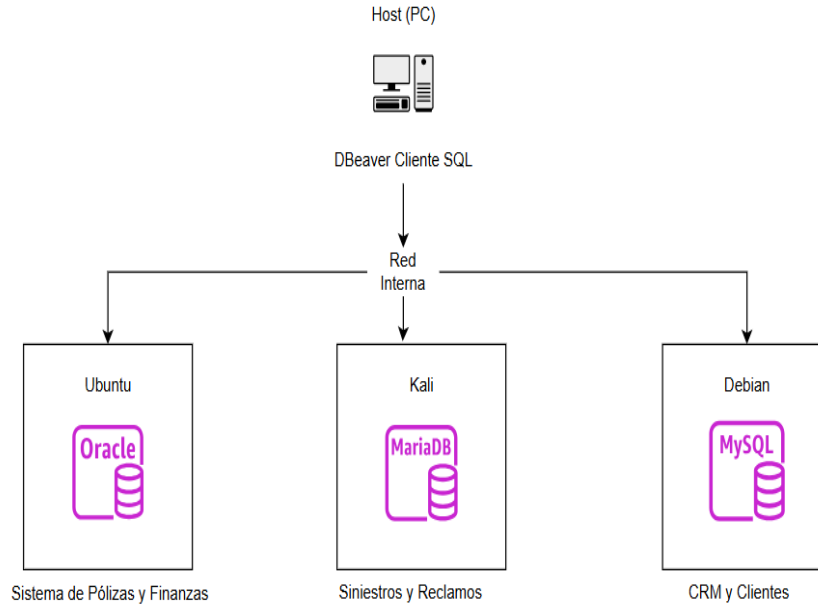 Host (PC)
DBeaver Cliente SQL
Red
Interna
Ubuntu
Kali
Debian
Oracle
MariaDB
MySQL
Sistema de Pólizas y Finanzas
Siniestros y Reclamos
CRM y Clientes